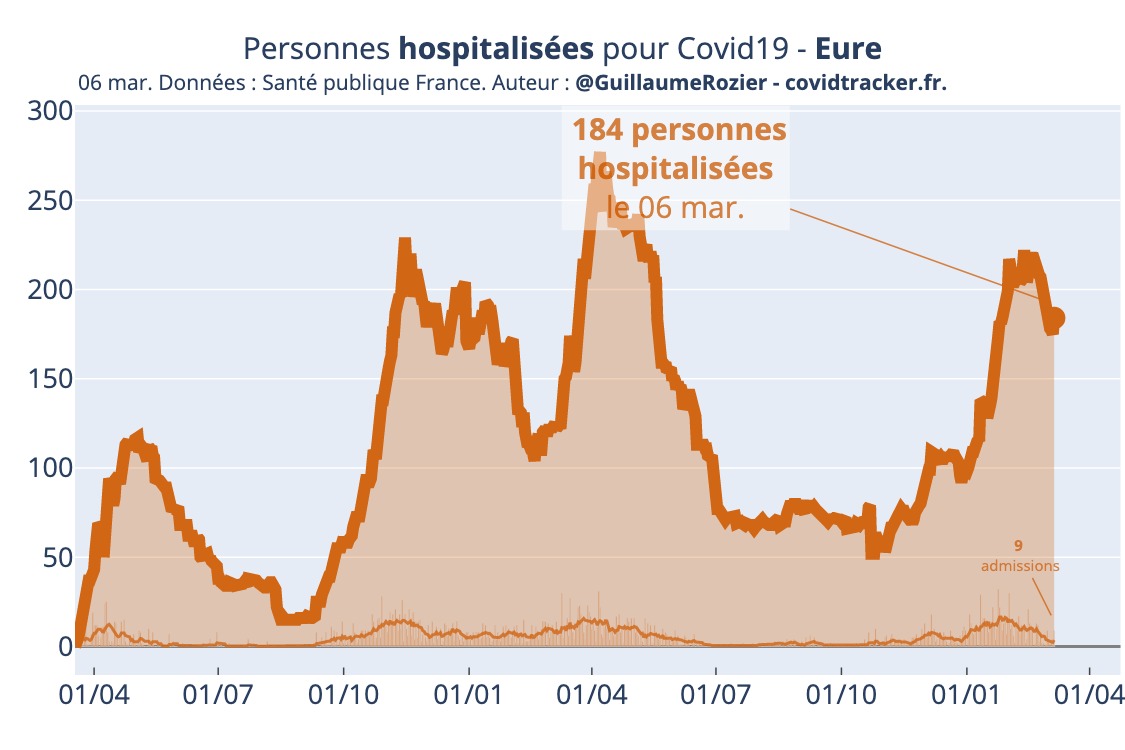 Personnes hospitalisées pour Covid19 - Eure
06 mar. Données : Santé publique France. Auteur : @GuillaumeRozier - covidtracker.fr.
300
184 personnes
hospitalisées
le 06 mar.
250
200
150
100
50
0
9
admissions
01/04 01/07 01/10 01/01 01/04 01/07 01/10 01/01 01/04